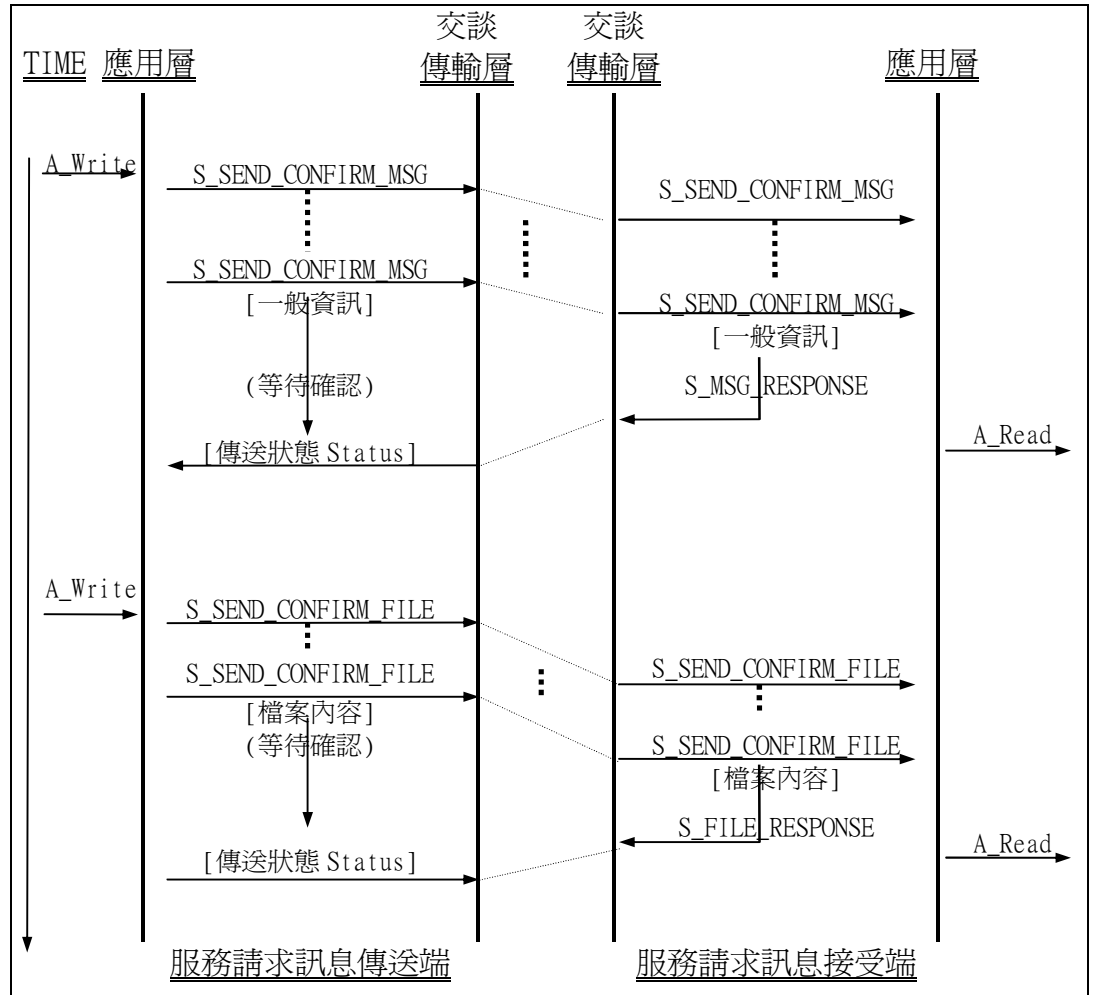 交談 交談
TIME 應用層 傳輸層 傳輸層 應用層
A_Write
S_SEND_CONFIRM_MSG
S_SEND_CONFIRM_MSG
S_SEND_CONFIRM_MSG
[一般資訊]
S_SEND_CONFIRM_MSG
[一般資訊]
(等待確認)
S_MSG_RESPONSE
[傳送狀態 Status]
A_Read
A_Write
S_SEND_CONFIRM_FILE
S_SEND_CONFIRM_FILE
S_SEND_CONFIRM_FILE
[檔案內容]
(等待確認)
S_SEND_CONFIRM_FILE
[檔案內容]
S_FILE_RESPONSE
[傳送狀態 Status]
A_Read
服務請求訊息傳送端 服務請求訊息接受端